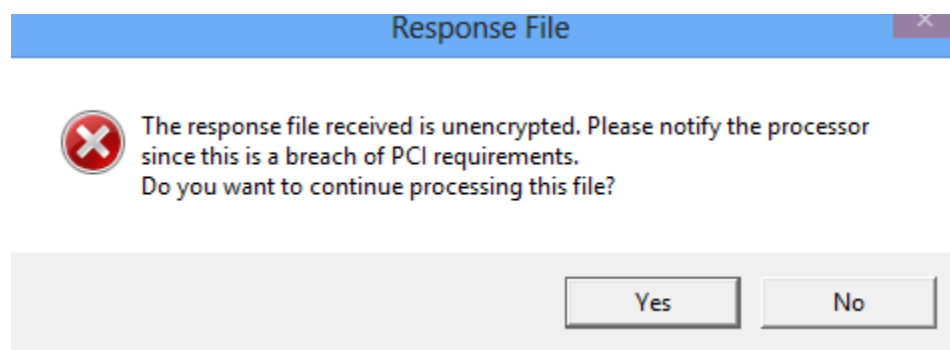 Response File
The response file received is unencrypted. Please notify the processor
since this is a breach of PCI requirements.
Do you want to continue processing this file?
Yes No